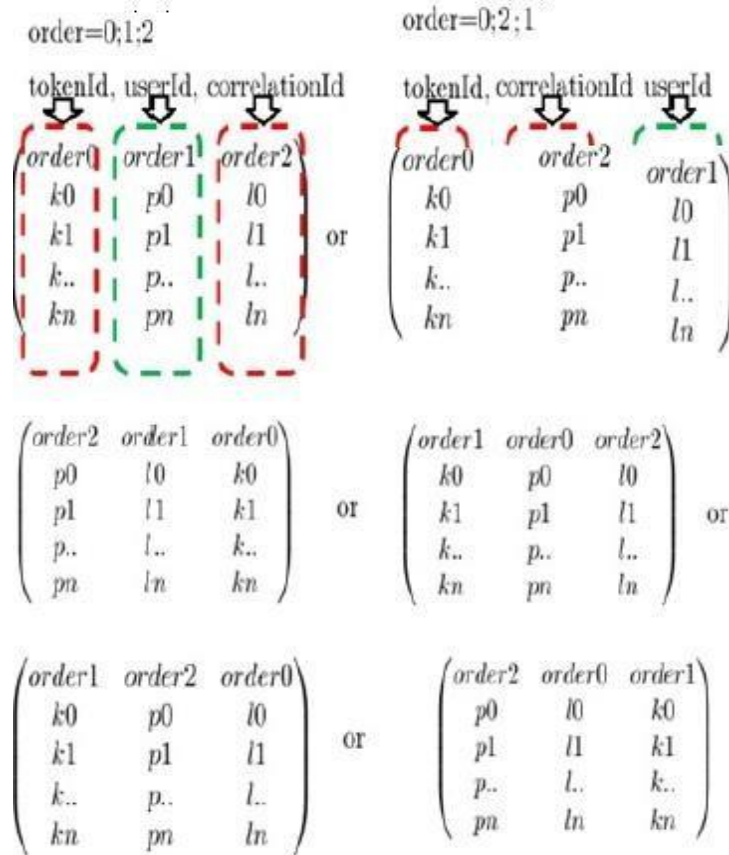 order=0;1;2
tokenId, userId, correlationId
order0 order1 order2
k0 p0 l0
k1 p1 l1
k.. p.. l..
kn pn ln
or
order=0;2;1
tokenId, correlationId userId
order0 order2 order1
k0 p0 l0
k1 p1 l1
k.. p.. l..
kn pn ln
order2 order1 order0
p0 l0 k0
p1 l1 k1
p.. l.. k..
pn ln kn
or
order1 order0 order2
k0 p0 l0
k1 p1 l1
k.. p.. l..
kn pn ln
or
order1 order2 order0
k0 p0 l0
k1 p1 l1
k.. p.. l..
kn pn ln
or
order2 order0 order1
p0 l0 k0
p1 l1 k1
p.. l.. k..
pn ln kn